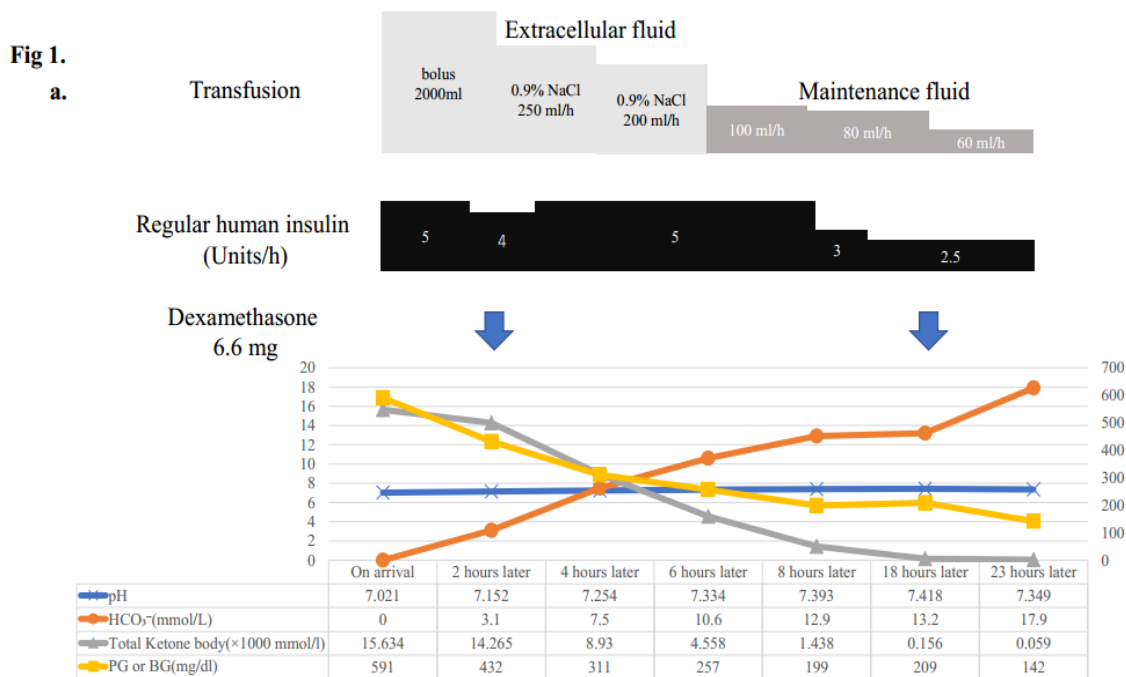 Fig 1.
a.
Transfusion
Extracellular fluid
bolus
2000ml
0.9% NaCl
250 ml/h
0.9% NaCl
200 ml/h
Maintenance fluid
100 ml/h
80 ml/h
60 ml/h
Regular human insulin
(Units/h)
5
4
5
3
2.5
Dexamethasone
6.6 mg
20
18
16
14
12
10
8
6
4
2
0
700
600
500
400
300
200
100
0
On arrival 2 hours later 4 hours later 6 hours later 8 hours later 18 hours later 23 hours later
pH 7.021 7.152 7.254 7.334 7.393 7.418 7.349
HCO₃⁻(mmol/L) 0 3.1 7.5 10.6 12.9 13.2 17.9
Total Ketone body(×1000 mmol/l) 15.634 14.265 8.93 4.558 1.438 0.156 0.059
PG or BG(mg/dl) 591 432 311 257 199 209 142